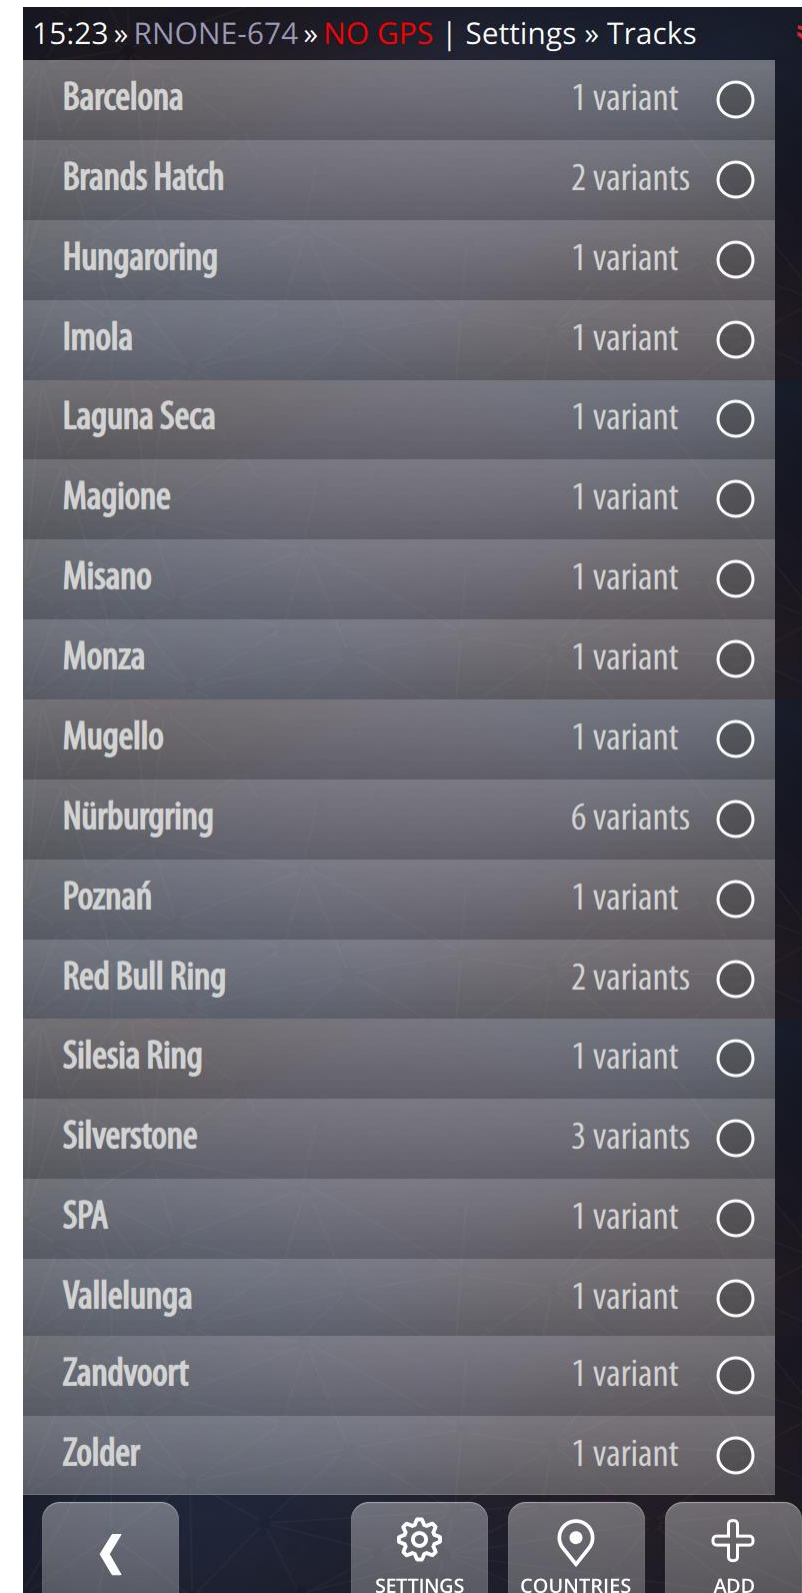 15:23 » RNONE-674 » NO GPS | Settings » Tracks
Barcelona 1 variant
Brands Hatch 2 variants
Hungaroring 1 variant
Imola 1 variant
Laguna Seca 1 variant
Magione 1 variant
Misano 1 variant
Monza 1 variant
Mugello 1 variant
Nürburgring 6 variants
Poznań 1 variant
Red Bull Ring 2 variants
Silesia Ring 1 variant
Silverstone 3 variants
SPA 1 variant
Vallelunga 1 variant
Zandvoort 1 variant
Zolder 1 variant
SETTINGS COUNTRIES ADD